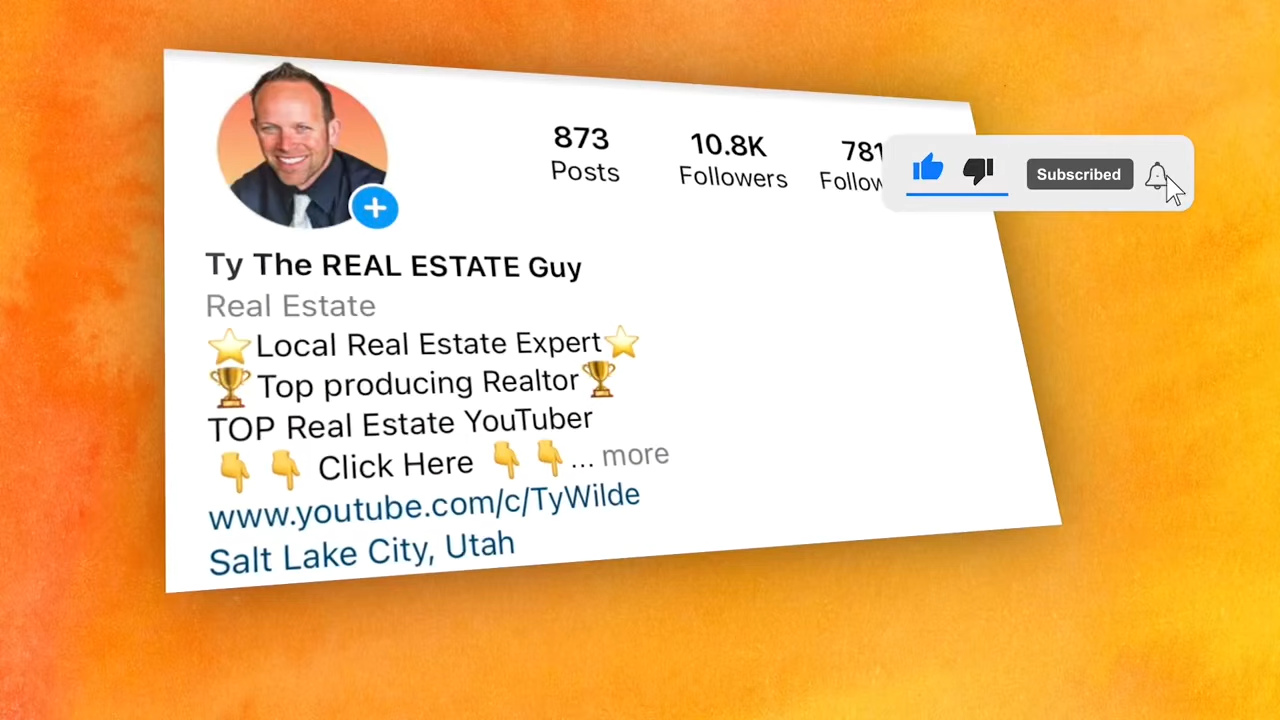 873 10.8K 781
Posts Followers
Subscribed
Ty The REAL ESTATE Guy
Real Estate
⭐Local Real Estate Expert⭐
🏆Top producing Realtor🏆
TOP Real Estate YouTuber
👇 👇 Click Here 👇 👇... more
www.youtube.com/c/TyWilde
Salt Lake City, Utah